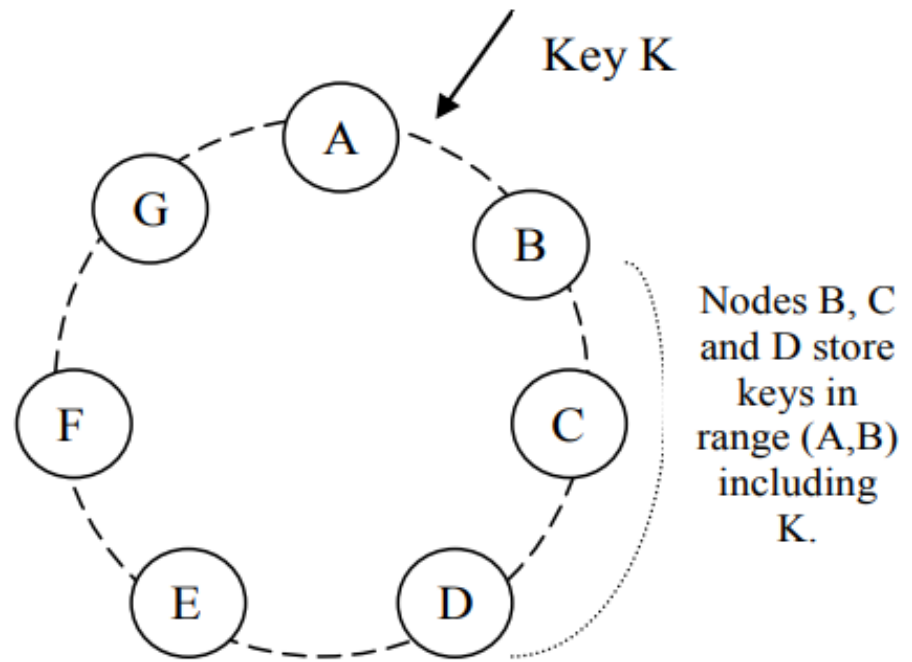 Key K
A
G
B
Nodes B, C
and D store
keys in
range (A,B)
including
K.
F
C
E
D